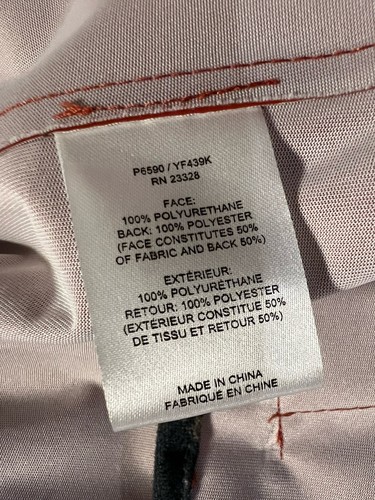 P6590 / YF439K
RN 23328
FACE:
100% POLYURETHANE
BACK: 100% POLYESTER
(FACE CONSTITUTES 50%
OF FABRIC AND BACK 50%)
EXTÉRIEUR:
100% POLYURÉTHANE
RETOUR: 100% POLYESTER
(EXTÉRIEUR CONSTITUE 50%
DE TISSU ET RETOUR 50%)
MADE IN CHINA
FABRIQUÉ EN CHINE